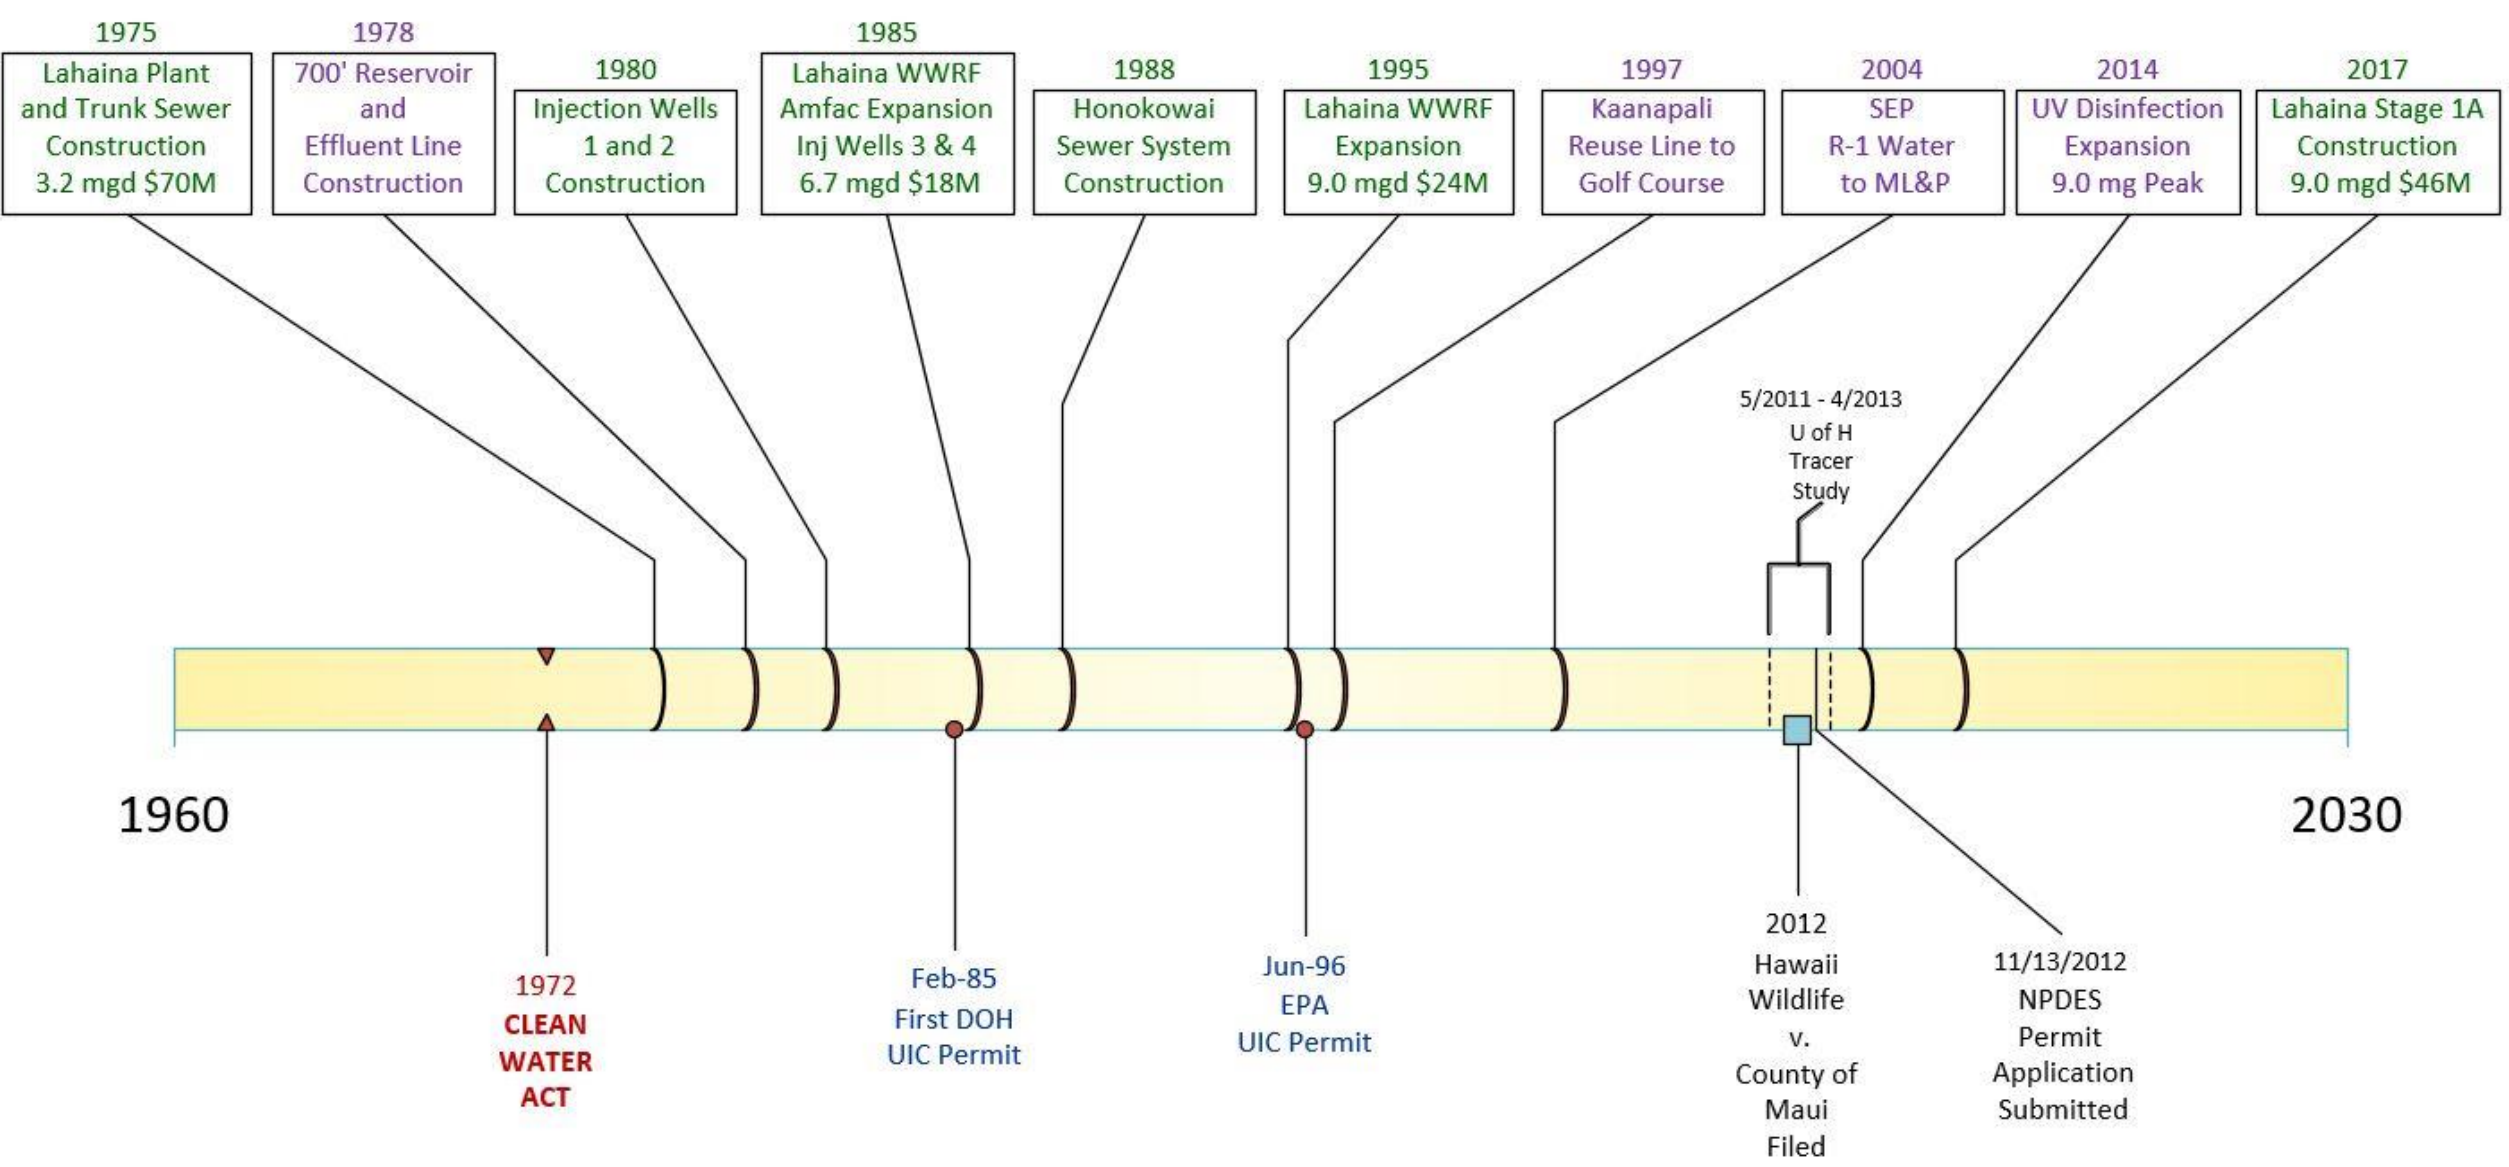 1975
Lahaina Plant
and Trunk Sewer
Construction
3.2 mgd $70M
1978
700' Reservoir
and
Effluent Line
Construction
1980
Injection Wells
1 and 2
Construction
1985
Lahaina WWRF
Amfac Expansion
Inj Wells 3 & 4
6.7 mgd $18M
1988
Honokowai
Sewer System
Construction
1995
Lahaina WWRF
Expansion
9.0 mgd $24M
1997
Kaanapali
Reuse Line to
Golf Course
2004
SEP
R-1 Water
to ML&P
2014
UV Disinfection
Expansion
9.0 mg Peak
2017
Lahaina Stage 1A
Construction
9.0 mgd $46M
5/2011 - 4/2013
U of H
Tracer
Study
1960
2030
1972
CLEAN
WATER
ACT
Feb-85
First DOH
UIC Permit
Jun-96
EPA
UIC Permit
2012
Hawaii
Wildlife
v.
County of
Maui
Filed
11/13/2012
NPDES
Permit
Application
Submitted